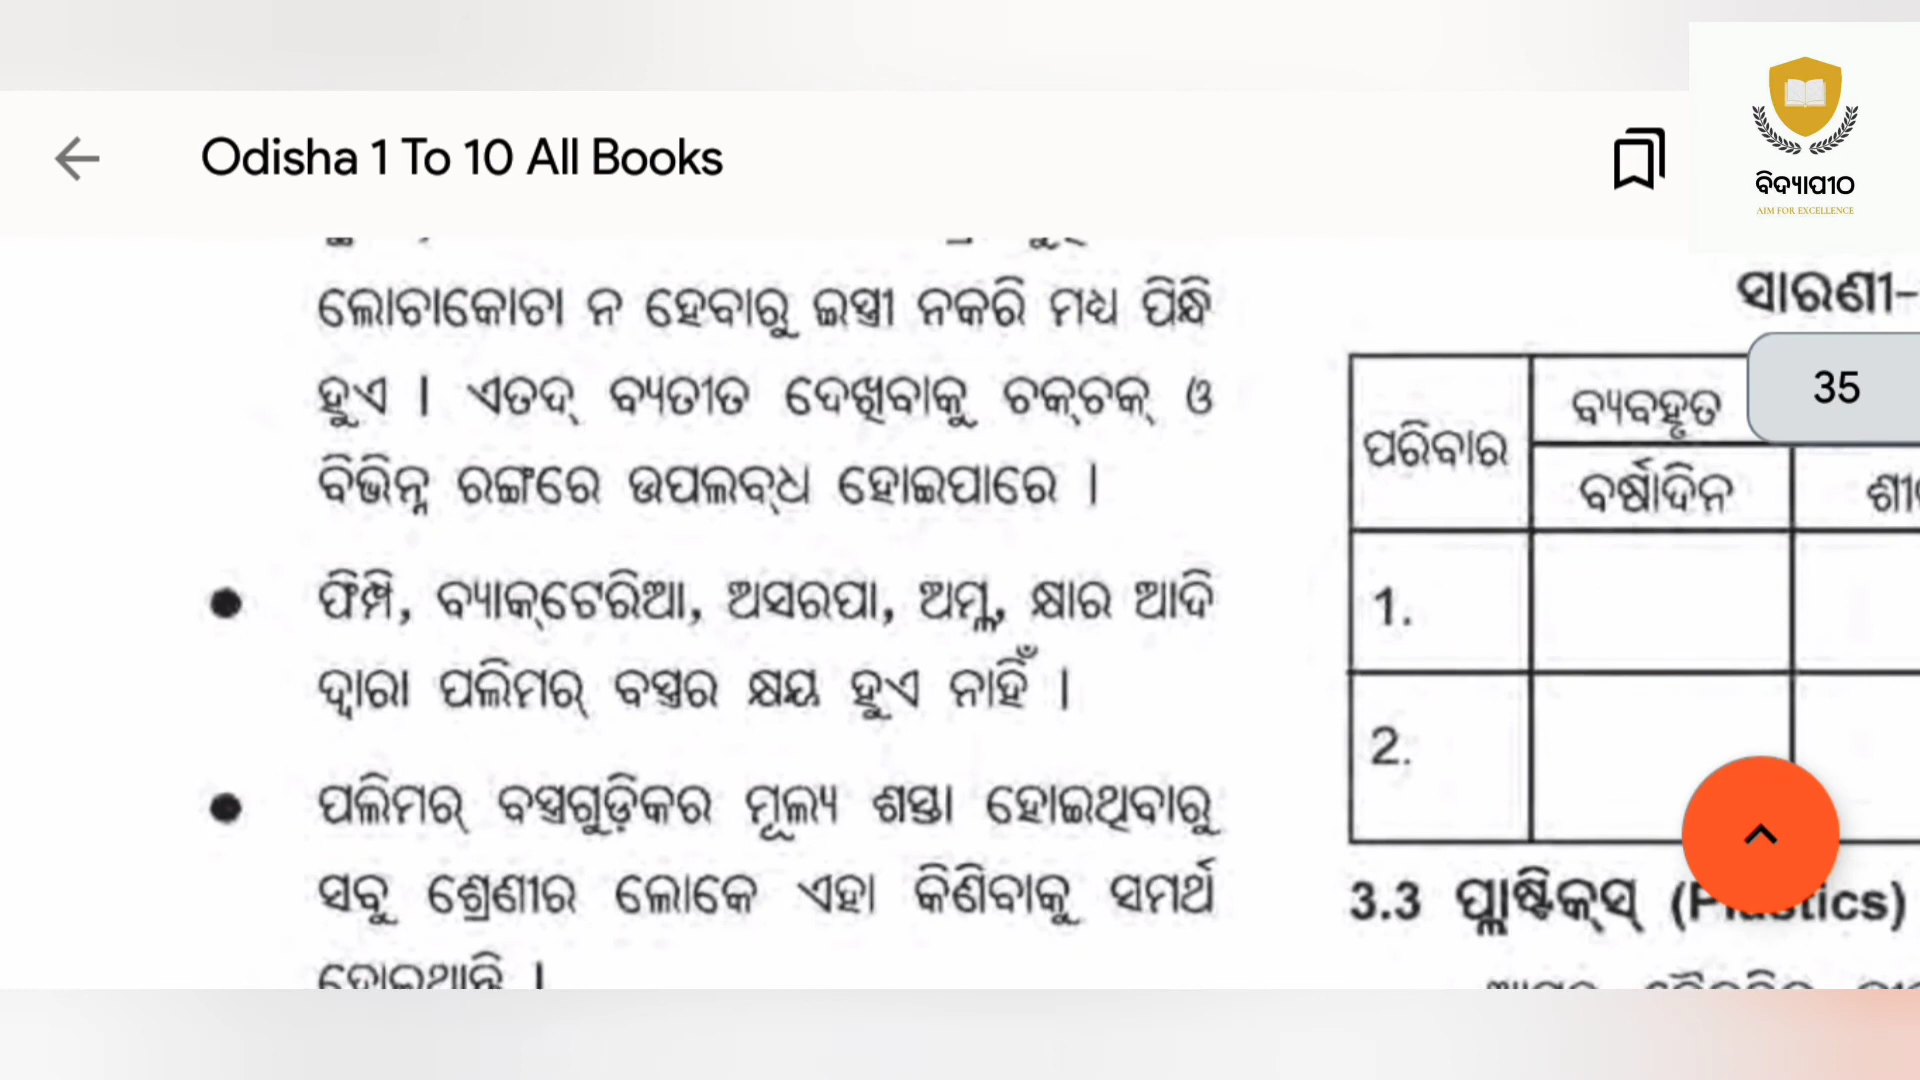 Odisha 1 To 10 All Books
ବିଦ୍ୟାପୀଠ
AIM FOR EXCELLENCE
ଲୋଚାକୋଚା ନ ହେବାରୁ ଇସ୍ତ୍ରୀ ନକରି ମଧ୍ୟ ପିନ୍ଧି
ହୁଏ । ଏତଦ୍ ବ୍ୟତୀତ ଦେଖିବାକୁ ଚକ୍‌ଚକ୍ ଓ
ବିଭିନ୍ନ ରଙ୍ଗରେ ଉପଲବ୍‌ଧ ହୋଇପାରେ ।
● ଫିମ୍ପି, ବ୍ୟାକ୍‌ଟେରିଆ, ଅସରପା, ଅମ୍ଳ, କ୍ଷାର ଆଦି
ଦ୍ୱାରା ପଲିମର୍ ବସ୍ତ୍ରର କ୍ଷୟ ହୁଏ ନାହିଁ ।
● ପଲିମର୍ ବସ୍ତ୍ରଗୁଡ଼ିକର ମୂଲ୍ୟ ଶସ୍ତା ହୋଇଥିବାରୁ
ସବୁ ଶ୍ରେଣୀର ଲୋକେ ଏହା କିଣିବାକୁ ସମର୍ଥ
ହୋଇଥାନ୍ତି ।
ସାରଣୀ–
35
ପରିବାର
ବ୍ୟବହୃତ
ବର୍ଷାଦିନ
1.
2.
3.3 ପ୍ଲାଷ୍ଟିକ୍‌ସ୍ (Plastics)